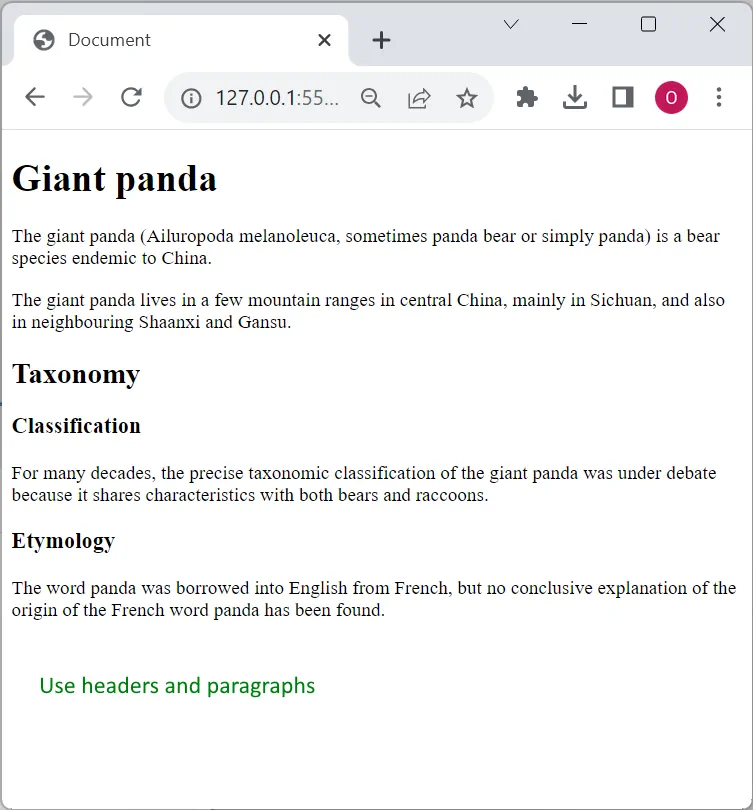 Document
127.0.0.1:55...
O
Giant panda
The giant panda (Ailuropoda melanoleuca, sometimes panda bear or simply panda) is a bear
species endemic to China.
The giant panda lives in a few mountain ranges in central China, mainly in Sichuan, and also
in neighbouring Shaanxi and Gansu.
Taxonomy
Classification
For many decades, the precise taxonomic classification of the giant panda was under debate
because it shares characteristics with both bears and raccoons.
Etymology
The word panda was borrowed into English from French, but no conclusive explanation of the
origin of the French word panda has been found.
Use headers and paragraphs